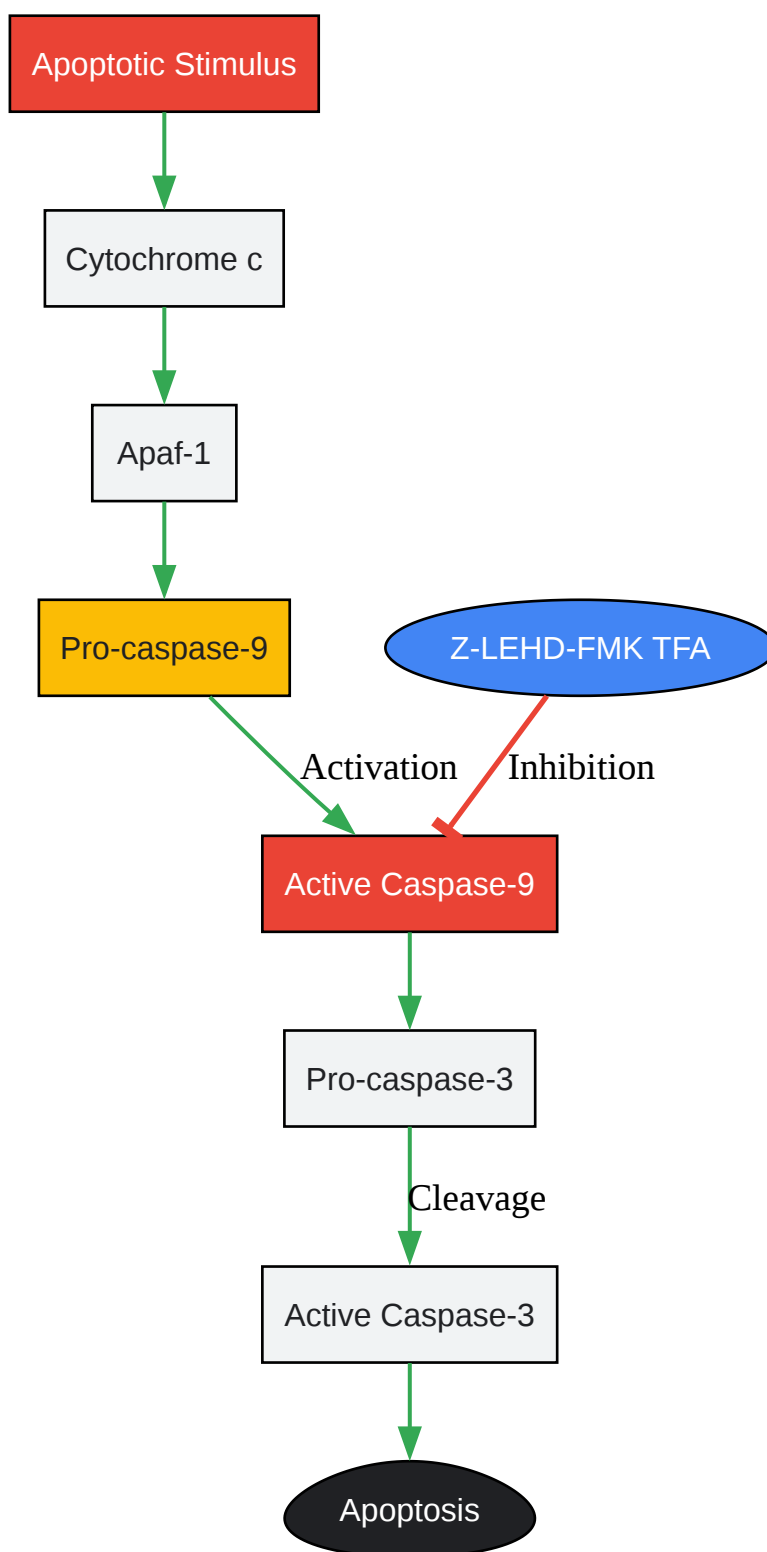 Apoptotic Stimulus
Cytochrome c
Apaf-1
Pro-caspase-9
Z-LEHD-FMK TFA
Activation
Inhibition
Active Caspase-9
Pro-caspase-3
Cleavage
Active Caspase-3
Apoptosis